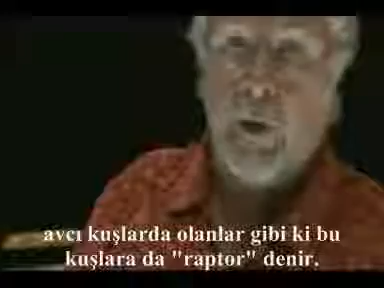 avcı kuşlarda olanlar gibi ki bu
kuşlara da "raptor" denir.